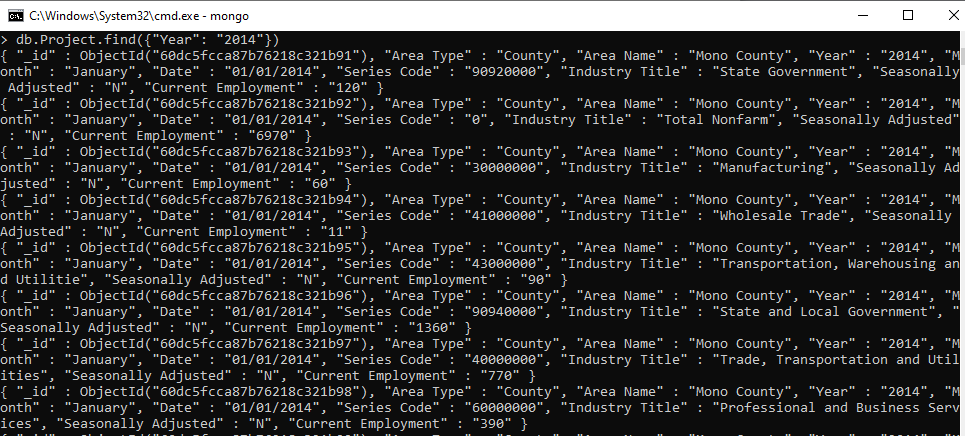 C:\Windows\System32\cmd.exe - mongo
> db.Project.find({"Year": "2014"})
{ "_id" : ObjectId("60dc5fcca87b76218c321b91"), "Area Type" : "County", "Area Name" : "Mono County", "Year" : "2014", "M
onth" : "January", "Date" : "01/01/2014", "Series Code" : "90920000", "Industry Title" : "State Government", "Seasonally
 Adjusted" : "N", "Current Employment" : "120" }
{ "_id" : ObjectId("60dc5fcca87b76218c321b92"), "Area Type" : "County", "Area Name" : "Mono County", "Year" : "2014", "M
onth" : "January", "Date" : "01/01/2014", "Series Code" : "0", "Industry Title" : "Total Nonfarm", "Seasonally Adjusted"
 : "N", "Current Employment" : "6970" }
{ "_id" : ObjectId("60dc5fcca87b76218c321b93"), "Area Type" : "County", "Area Name" : "Mono County", "Year" : "2014", "M
onth" : "January", "Date" : "01/01/2014", "Series Code" : "30000000", "Industry Title" : "Manufacturing", "Seasonally Ad
justed" : "N", "Current Employment" : "60" }
{ "_id" : ObjectId("60dc5fcca87b76218c321b94"), "Area Type" : "County", "Area Name" : "Mono County", "Year" : "2014", "M
onth" : "January", "Date" : "01/01/2014", "Series Code" : "41000000", "Industry Title" : "Wholesale Trade", "Seasonally
Adjusted" : "N", "Current Employment" : "11" }
{ "_id" : ObjectId("60dc5fcca87b76218c321b95"), "Area Type" : "County", "Area Name" : "Mono County", "Year" : "2014", "M
onth" : "January", "Date" : "01/01/2014", "Series Code" : "43000000", "Industry Title" : "Transportation, Warehousing an
d Utilitie", "Seasonally Adjusted" : "N", "Current Employment" : "90" }
{ "_id" : ObjectId("60dc5fcca87b76218c321b96"), "Area Type" : "County", "Area Name" : "Mono County", "Year" : "2014", "M
onth" : "January", "Date" : "01/01/2014", "Series Code" : "90940000", "Industry Title" : "State and Local Government", "
Seasonally Adjusted" : "N", "Current Employment" : "1360" }
{ "_id" : ObjectId("60dc5fcca87b76218c321b97"), "Area Type" : "County", "Area Name" : "Mono County", "Year" : "2014", "M
onth" : "January", "Date" : "01/01/2014", "Series Code" : "40000000", "Industry Title" : "Trade, Transportation and Util
ities", "Seasonally Adjusted" : "N", "Current Employment" : "770" }
{ "_id" : ObjectId("60dc5fcca87b76218c321b98"), "Area Type" : "County", "Area Name" : "Mono County", "Year" : "2014", "M
onth" : "January", "Date" : "01/01/2014", "Series Code" : "60000000", "Industry Title" : "Professional and Business Serv
ices", "Seasonally Adjusted" : "N", "Current Employment" : "390" }